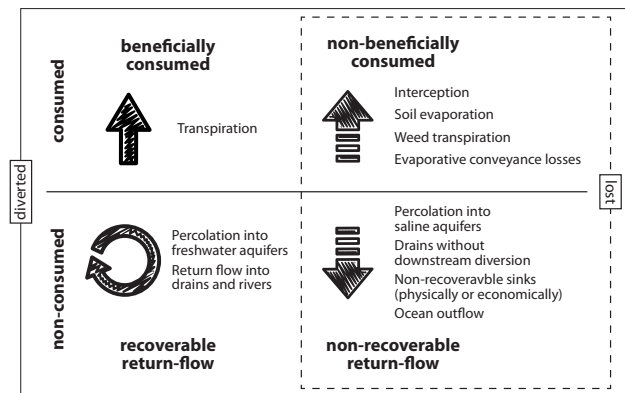 beneficially
consumed
non-beneficially
consumed
consumed
Transpiration
Interception
Soil evaporation
Weed transpiration
Evaporative conveyance losses
diverted
lost
non-consumed
Percolation into
freshwater aquifers
Return flow into
drains and rivers
Percolation into
saline aquifers
Drains without
downstream diversion
Non-recoveravble sinks
(physically or economically)
Ocean outflow
recoverable
return-flow
non-recoverable
return-flow